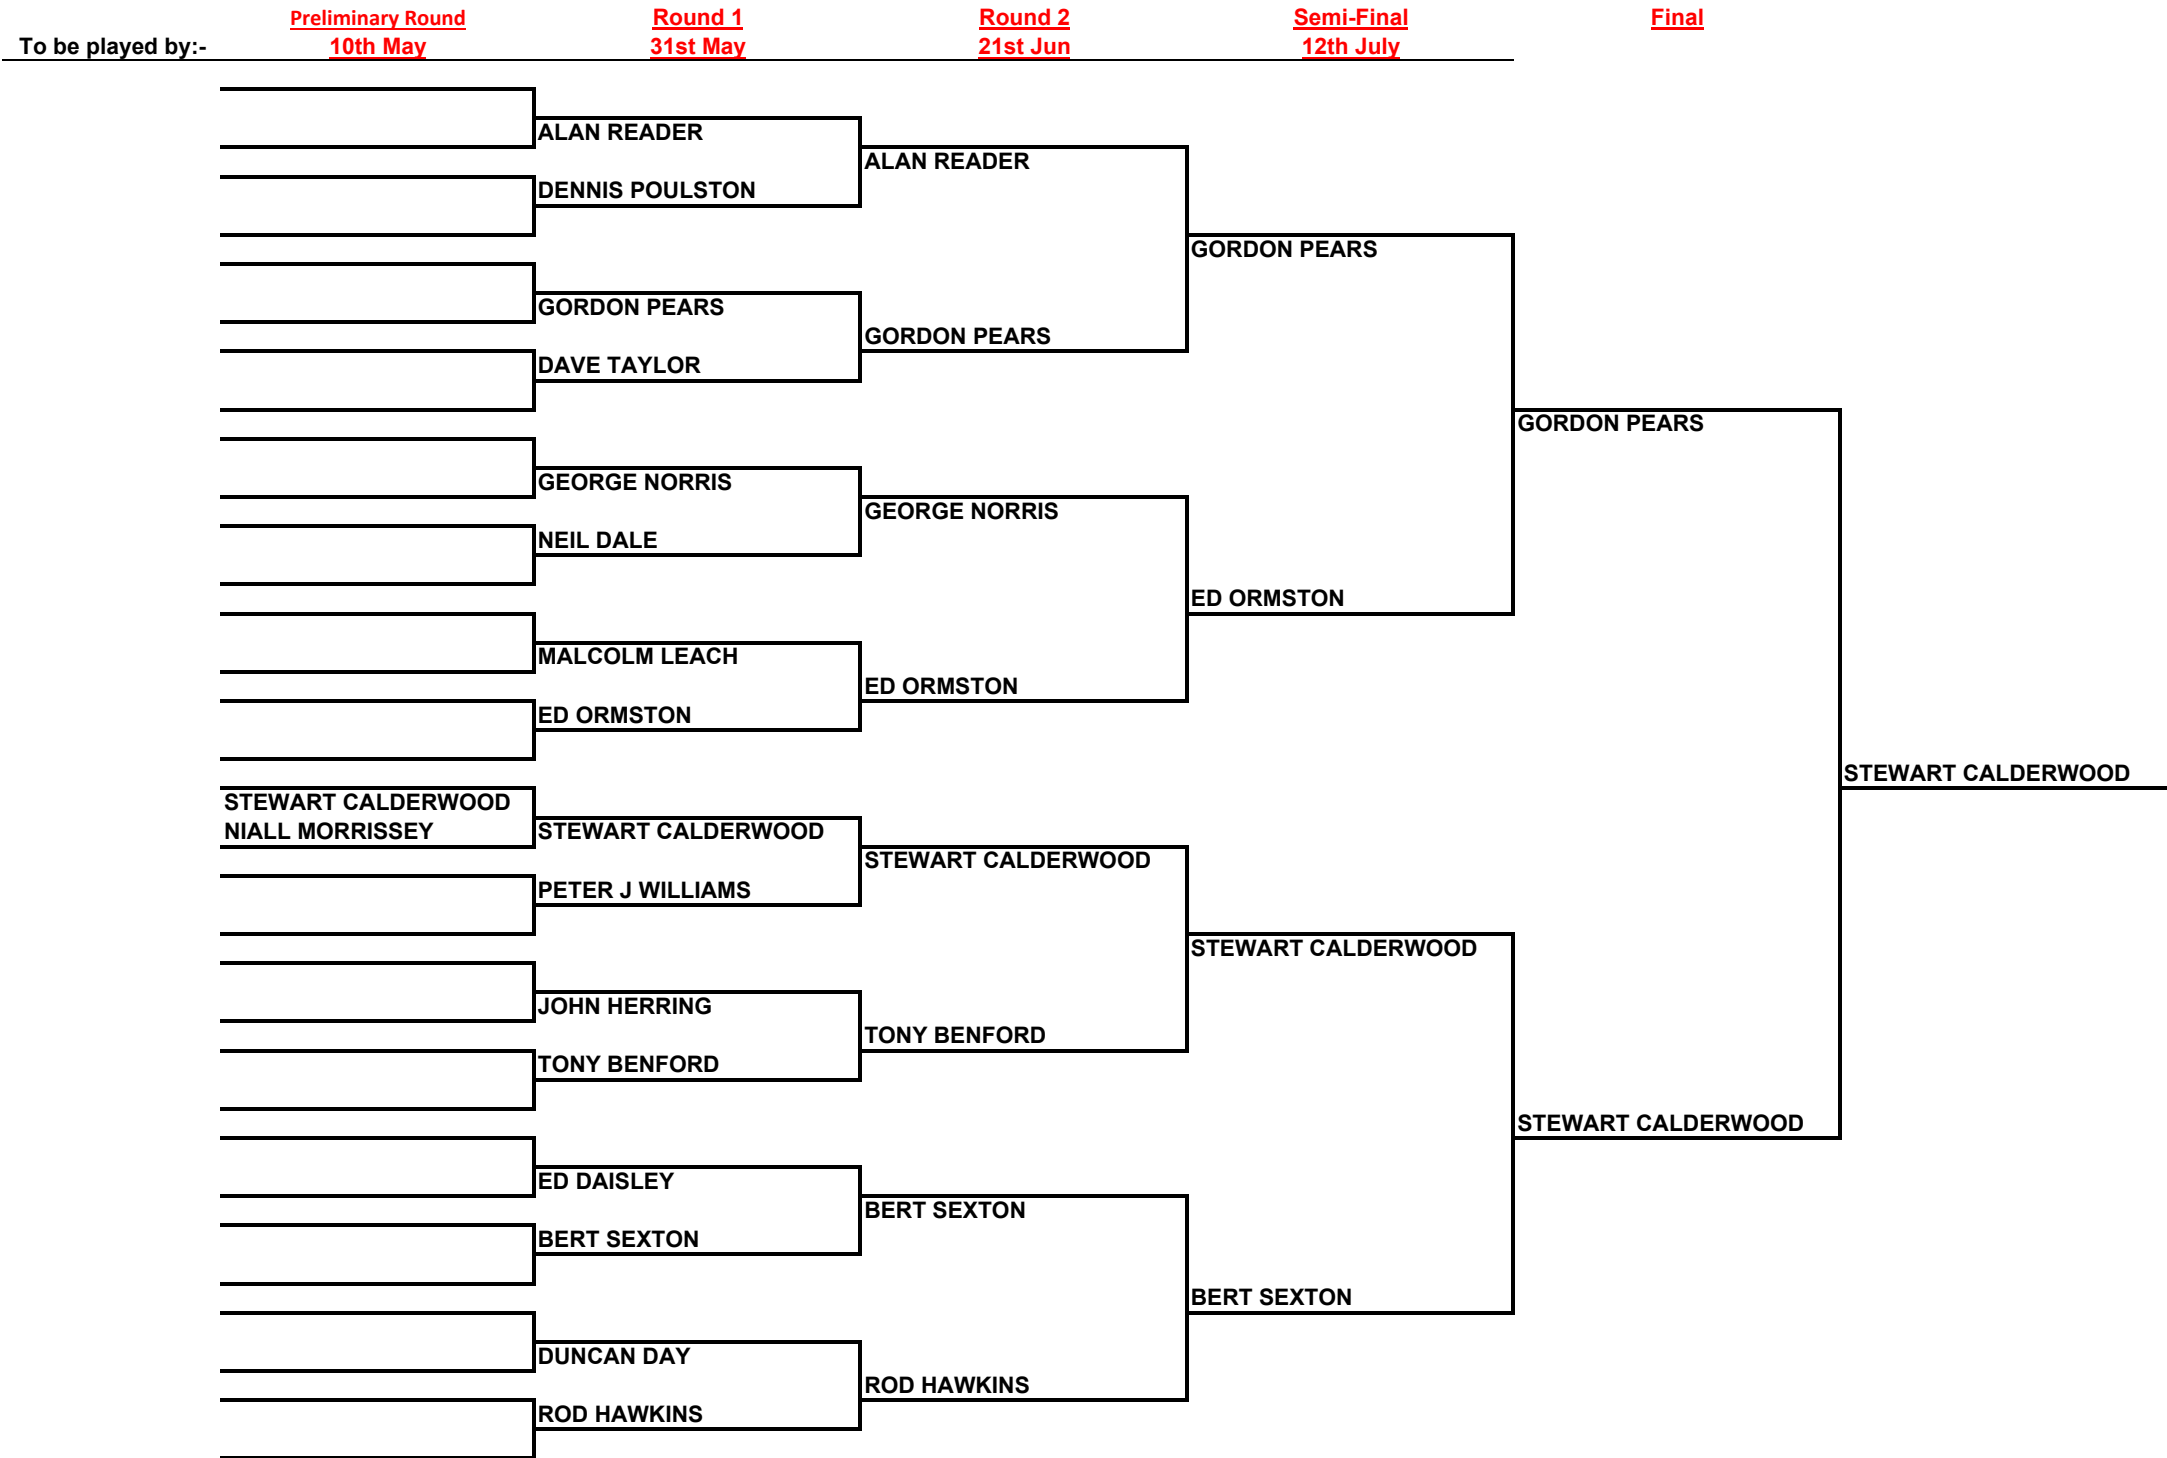 Preliminary Round Round 1 Round 2 Semi-Final Final
To be played by:- 10th May 31st May 21st Jun 12th July
ALAN READER
ALAN READER
DENNIS POULSTON
GORDON PEARS
GORDON PEARS
GORDON PEARS
DAVE TAYLOR
GORDON PEARS
GEORGE NORRIS
GEORGE NORRIS
NEIL DALE
ED ORMSTON
MALCOLM LEACH
ED ORMSTON
ED ORMSTON
STEWART CALDERWOOD
STEWART CALDERWOOD
NIALL MORRISSEY STEWART CALDERWOOD
STEWART CALDERWOOD
PETER J WILLIAMS
STEWART CALDERWOOD
JOHN HERRING
TONY BENFORD
TONY BENFORD
STEWART CALDERWOOD
ED DAISLEY
BERT SEXTON
BERT SEXTON
BERT SEXTON
DUNCAN DAY
ROD HAWKINS
ROD HAWKINS